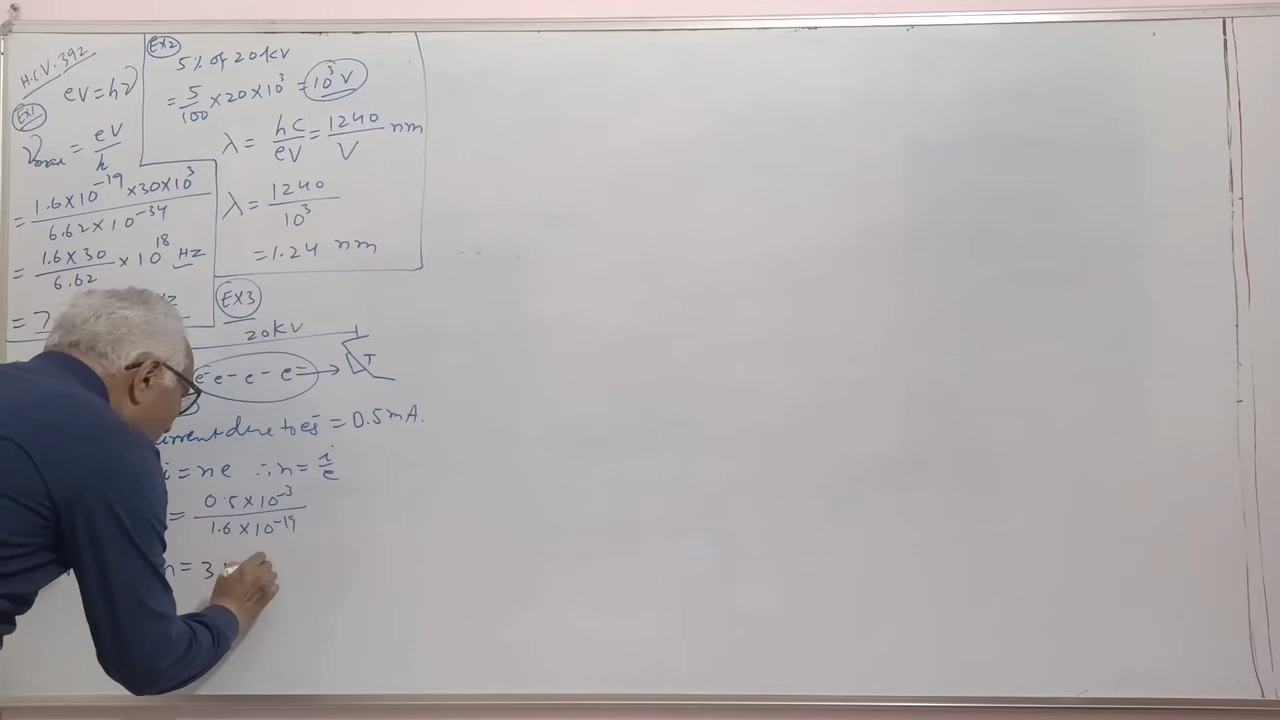 H.C.V. 392
eV = hν
Ex1
ν max = eV / h
= 1.6 × 10⁻¹⁹ × 30 × 10³ / 6.62 × 10⁻³⁴
= 1.6 × 30 / 6.62 × 10¹⁸ HZ
= 7
Ex2
5% of 20 kV
= 5/100 × 20 × 10³ = 10³ V
λ = hc / eV = 1240 / V nm
λ = 1240 / 10³
= 1.24 nm
EX3
20KV
e⁻ e⁻ e⁻ e⁻ T
current due to es⁻ = 0.5 mA.
i = ne ∴ n = i/e
= 0.5 × 10⁻³ / 1.6 × 10⁻¹⁹
n = 3